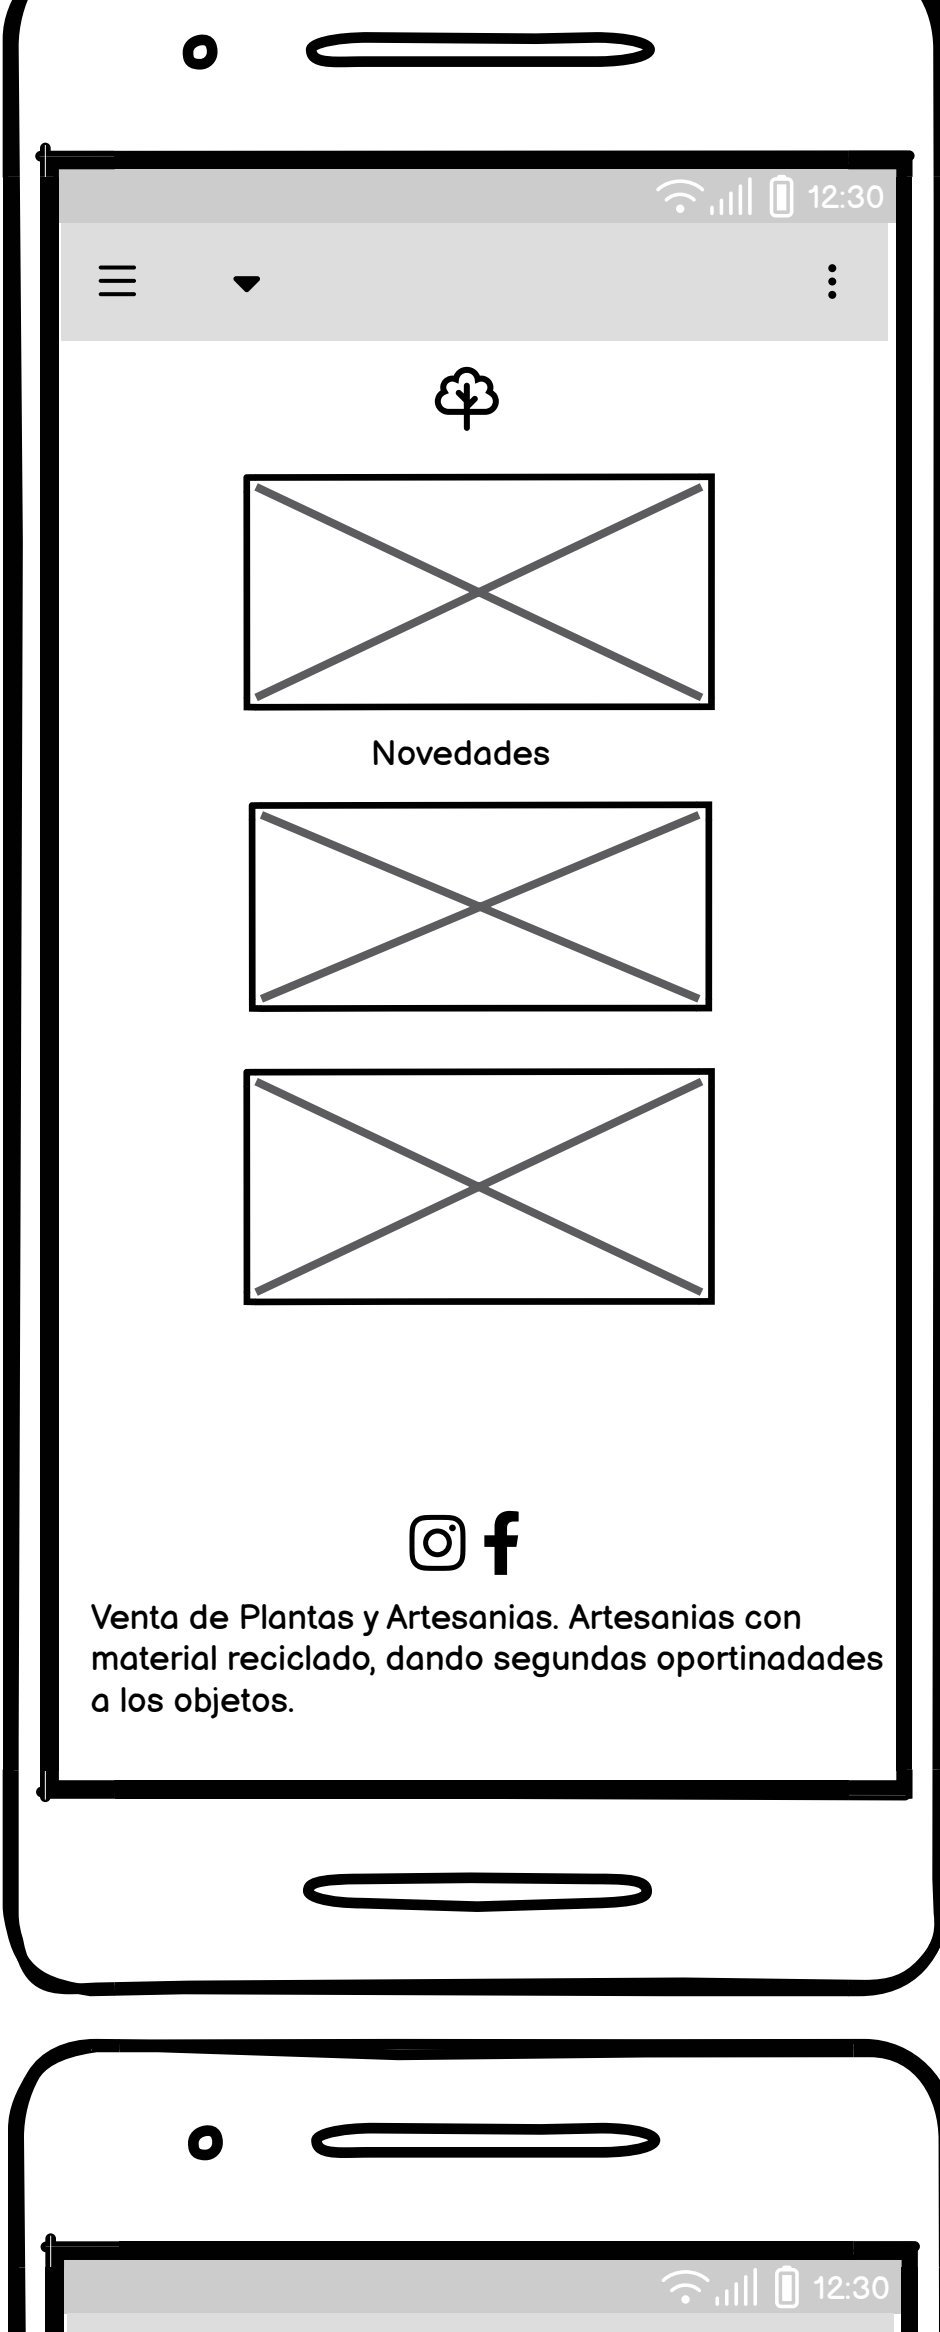 12:30
Novedades
Venta de Plantas y Artesanias. Artesanias con
material reciclado, dando segundas oportinadades
a los objetos.
12:30